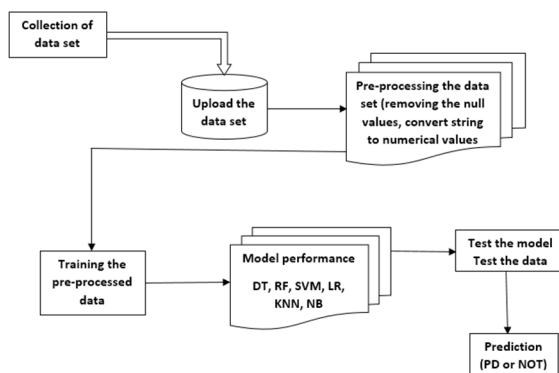 Collection of
data set
Upload the
data set
Pre-processing the data
set (removing the null
values, convert string
to numerical values
Training the
pre-processed
data
Model performance
DT, RF, SVM, LR,
KNN, NB
Test the model
Test the data
Prediction
(PD or NOT)